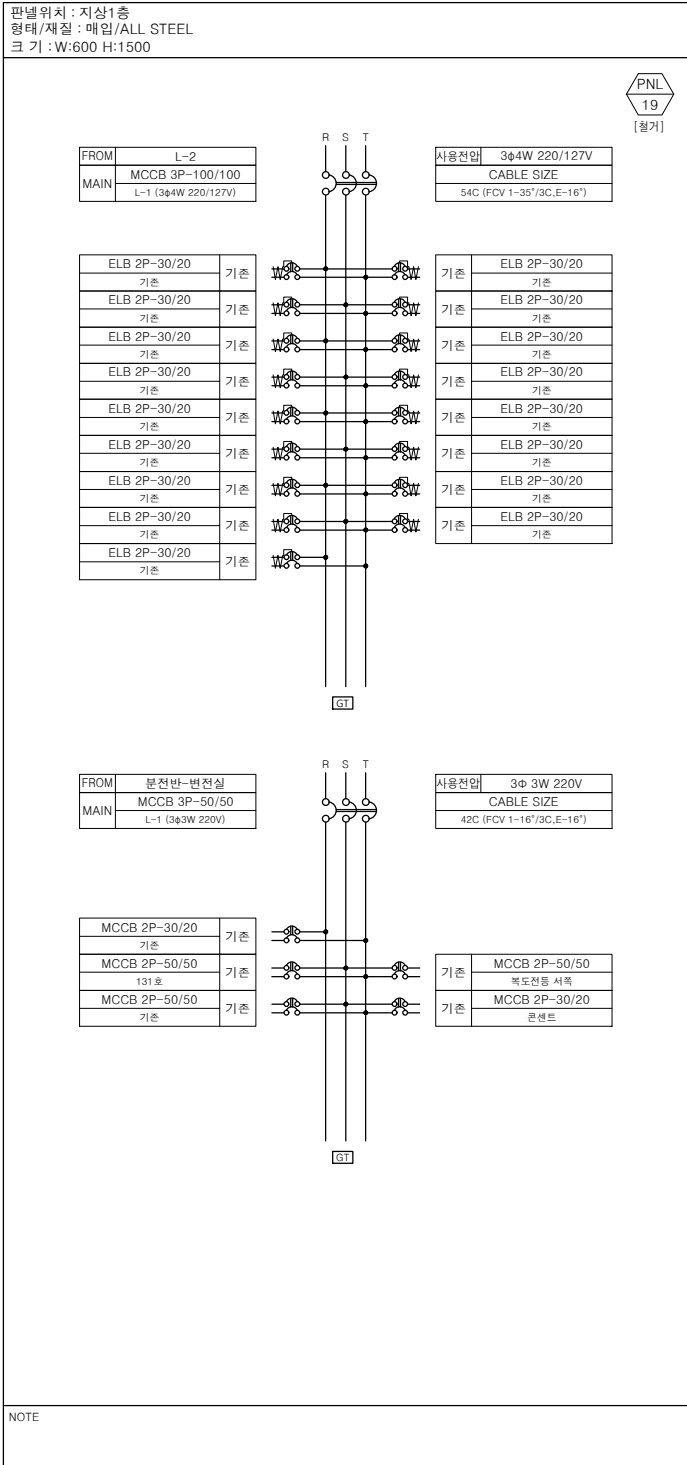 판넬위치 : 지상1층
형태/재질 : 매입/ALL STEEL
크 기 : W:600 H:1500
PNL
19
[철거]
R S T
FROM L-2
MAIN MCCB 3P-100/100
L-1 (3ф4W 220/127V)
사용전압 3ф4W 220/127V
CABLE SIZE
54C (FCV 1-35°/3C,E-16°)
ELB 2P-30/20 기존
기존
기존 ELB 2P-30/20
기존
ELB 2P-30/20 기존
기존
기존 ELB 2P-30/20
기존
ELB 2P-30/20 기존
기존
기존 ELB 2P-30/20
기존
ELB 2P-30/20 기존
기존
기존 ELB 2P-30/20
기존
ELB 2P-30/20 기존
기존
기존 ELB 2P-30/20
기존
ELB 2P-30/20 기존
기존
기존 ELB 2P-30/20
기존
ELB 2P-30/20 기존
기존
기존 ELB 2P-30/20
기존
ELB 2P-30/20 기존
기존
기존 ELB 2P-30/20
기존
ELB 2P-30/20 기존
기존
GT
R S T
FROM 분전반-변전실
MAIN MCCB 3P-50/50
L-1 (3ф3W 220V)
사용전압 3Φ 3W 220V
CABLE SIZE
42C (FCV 1-16°/3C,E-16°)
MCCB 2P-30/20 기존
기존
MCCB 2P-50/50 기존
131호
기존 MCCB 2P-50/50
복도전등 서쪽
MCCB 2P-50/50 기존
기존
기존 MCCB 2P-30/20
콘센트
GT
NOTE